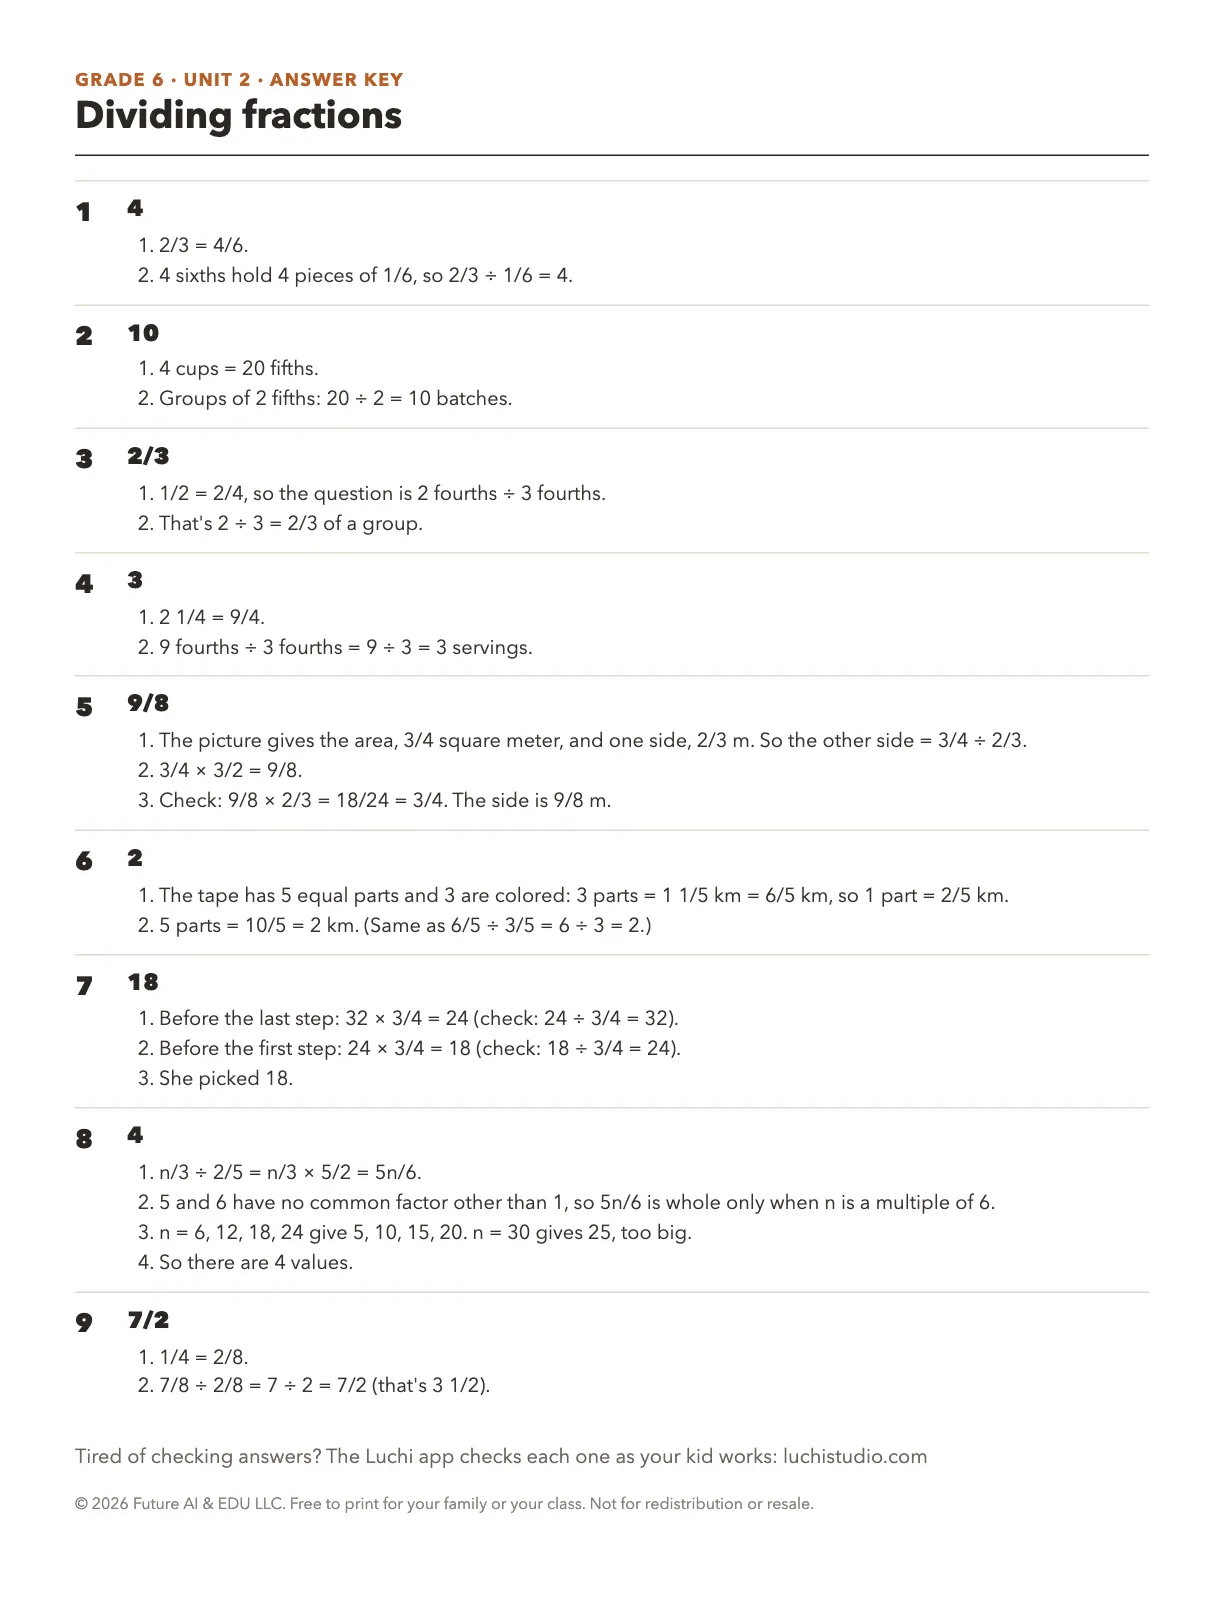 GRADE 6 · UNIT 2 · ANSWER KEY
Dividing fractions
1 4
1. 2/3 = 4/6.
2. 4 sixths hold 4 pieces of 1/6, so 2/3 ÷ 1/6 = 4.
2 10
1. 4 cups = 20 fifths.
2. Groups of 2 fifths: 20 ÷ 2 = 10 batches.
3 2/3
1. 1/2 = 2/4, so the question is 2 fourths ÷ 3 fourths.
2. That's 2 ÷ 3 = 2/3 of a group.
4 3
1. 2 1/4 = 9/4.
2. 9 fourths ÷ 3 fourths = 9 ÷ 3 = 3 servings.
5 9/8
1. The picture gives the area, 3/4 square meter, and one side, 2/3 m. So the other side = 3/4 ÷ 2/3.
2. 3/4 × 3/2 = 9/8.
3. Check: 9/8 × 2/3 = 18/24 = 3/4. The side is 9/8 m.
6 2
1. The tape has 5 equal parts and 3 are colored: 3 parts = 1 1/5 km = 6/5 km, so 1 part = 2/5 km.
2. 5 parts = 10/5 = 2 km. (Same as 6/5 ÷ 3/5 = 6 ÷ 3 = 2.)
7 18
1. Before the last step: 32 × 3/4 = 24 (check: 24 ÷ 3/4 = 32).
2. Before the first step: 24 × 3/4 = 18 (check: 18 ÷ 3/4 = 24).
3. She picked 18.
8 4
1. n/3 ÷ 2/5 = n/3 × 5/2 = 5n/6.
2. 5 and 6 have no common factor other than 1, so 5n/6 is whole only when n is a multiple of 6.
3. n = 6, 12, 18, 24 give 5, 10, 15, 20. n = 30 gives 25, too big.
4. So there are 4 values.
9 7/2
1. 1/4 = 2/8.
2. 7/8 ÷ 2/8 = 7 ÷ 2 = 7/2 (that's 3 1/2).
Tired of checking answers? The Luchi app checks each one as your kid works: luchistudio.com
© 2026 Future AI & EDU LLC. Free to print for your family or your class. Not for redistribution or resale.